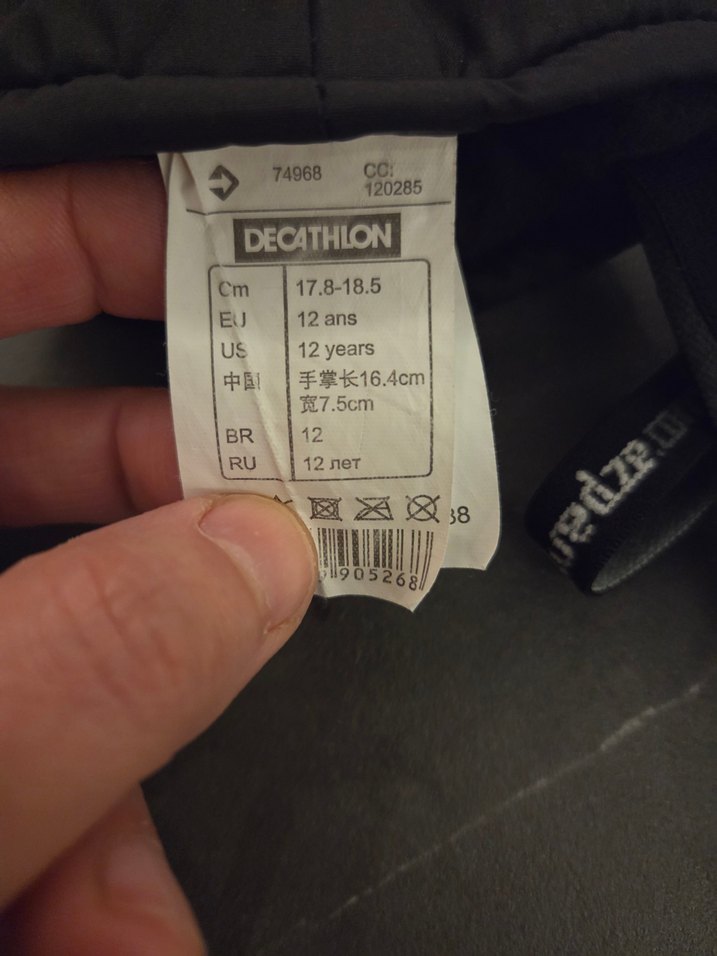 74968 CC:
120285
DECATHLON
Cm 17.8-18.5
EU 12 ans
US 12 years
中国 手掌长16.4cm
宽7.5cm
BR 12
RU 12 лет
38
905268